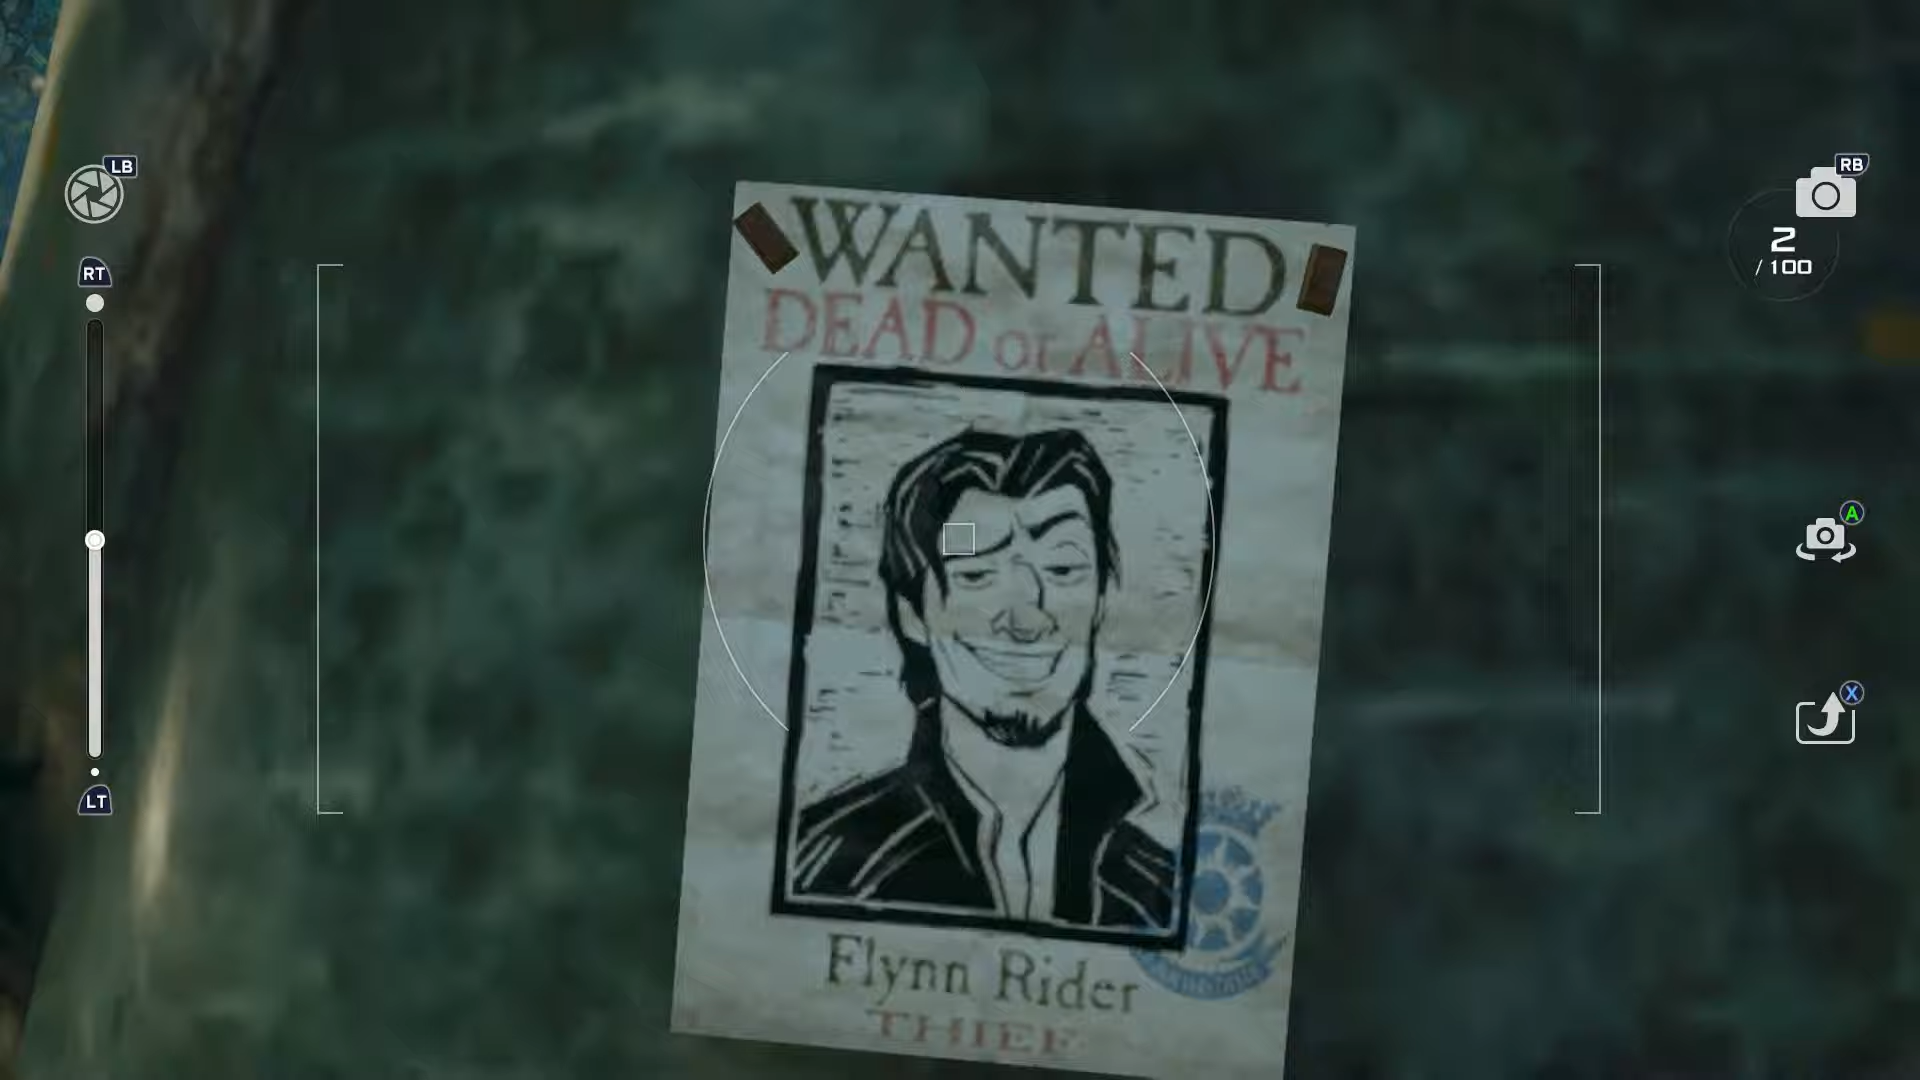 LB
RB
2
/ 100
RT
WANTED
DEAD or ALIVE
A
X
LT
Flynn Rider
THIEF